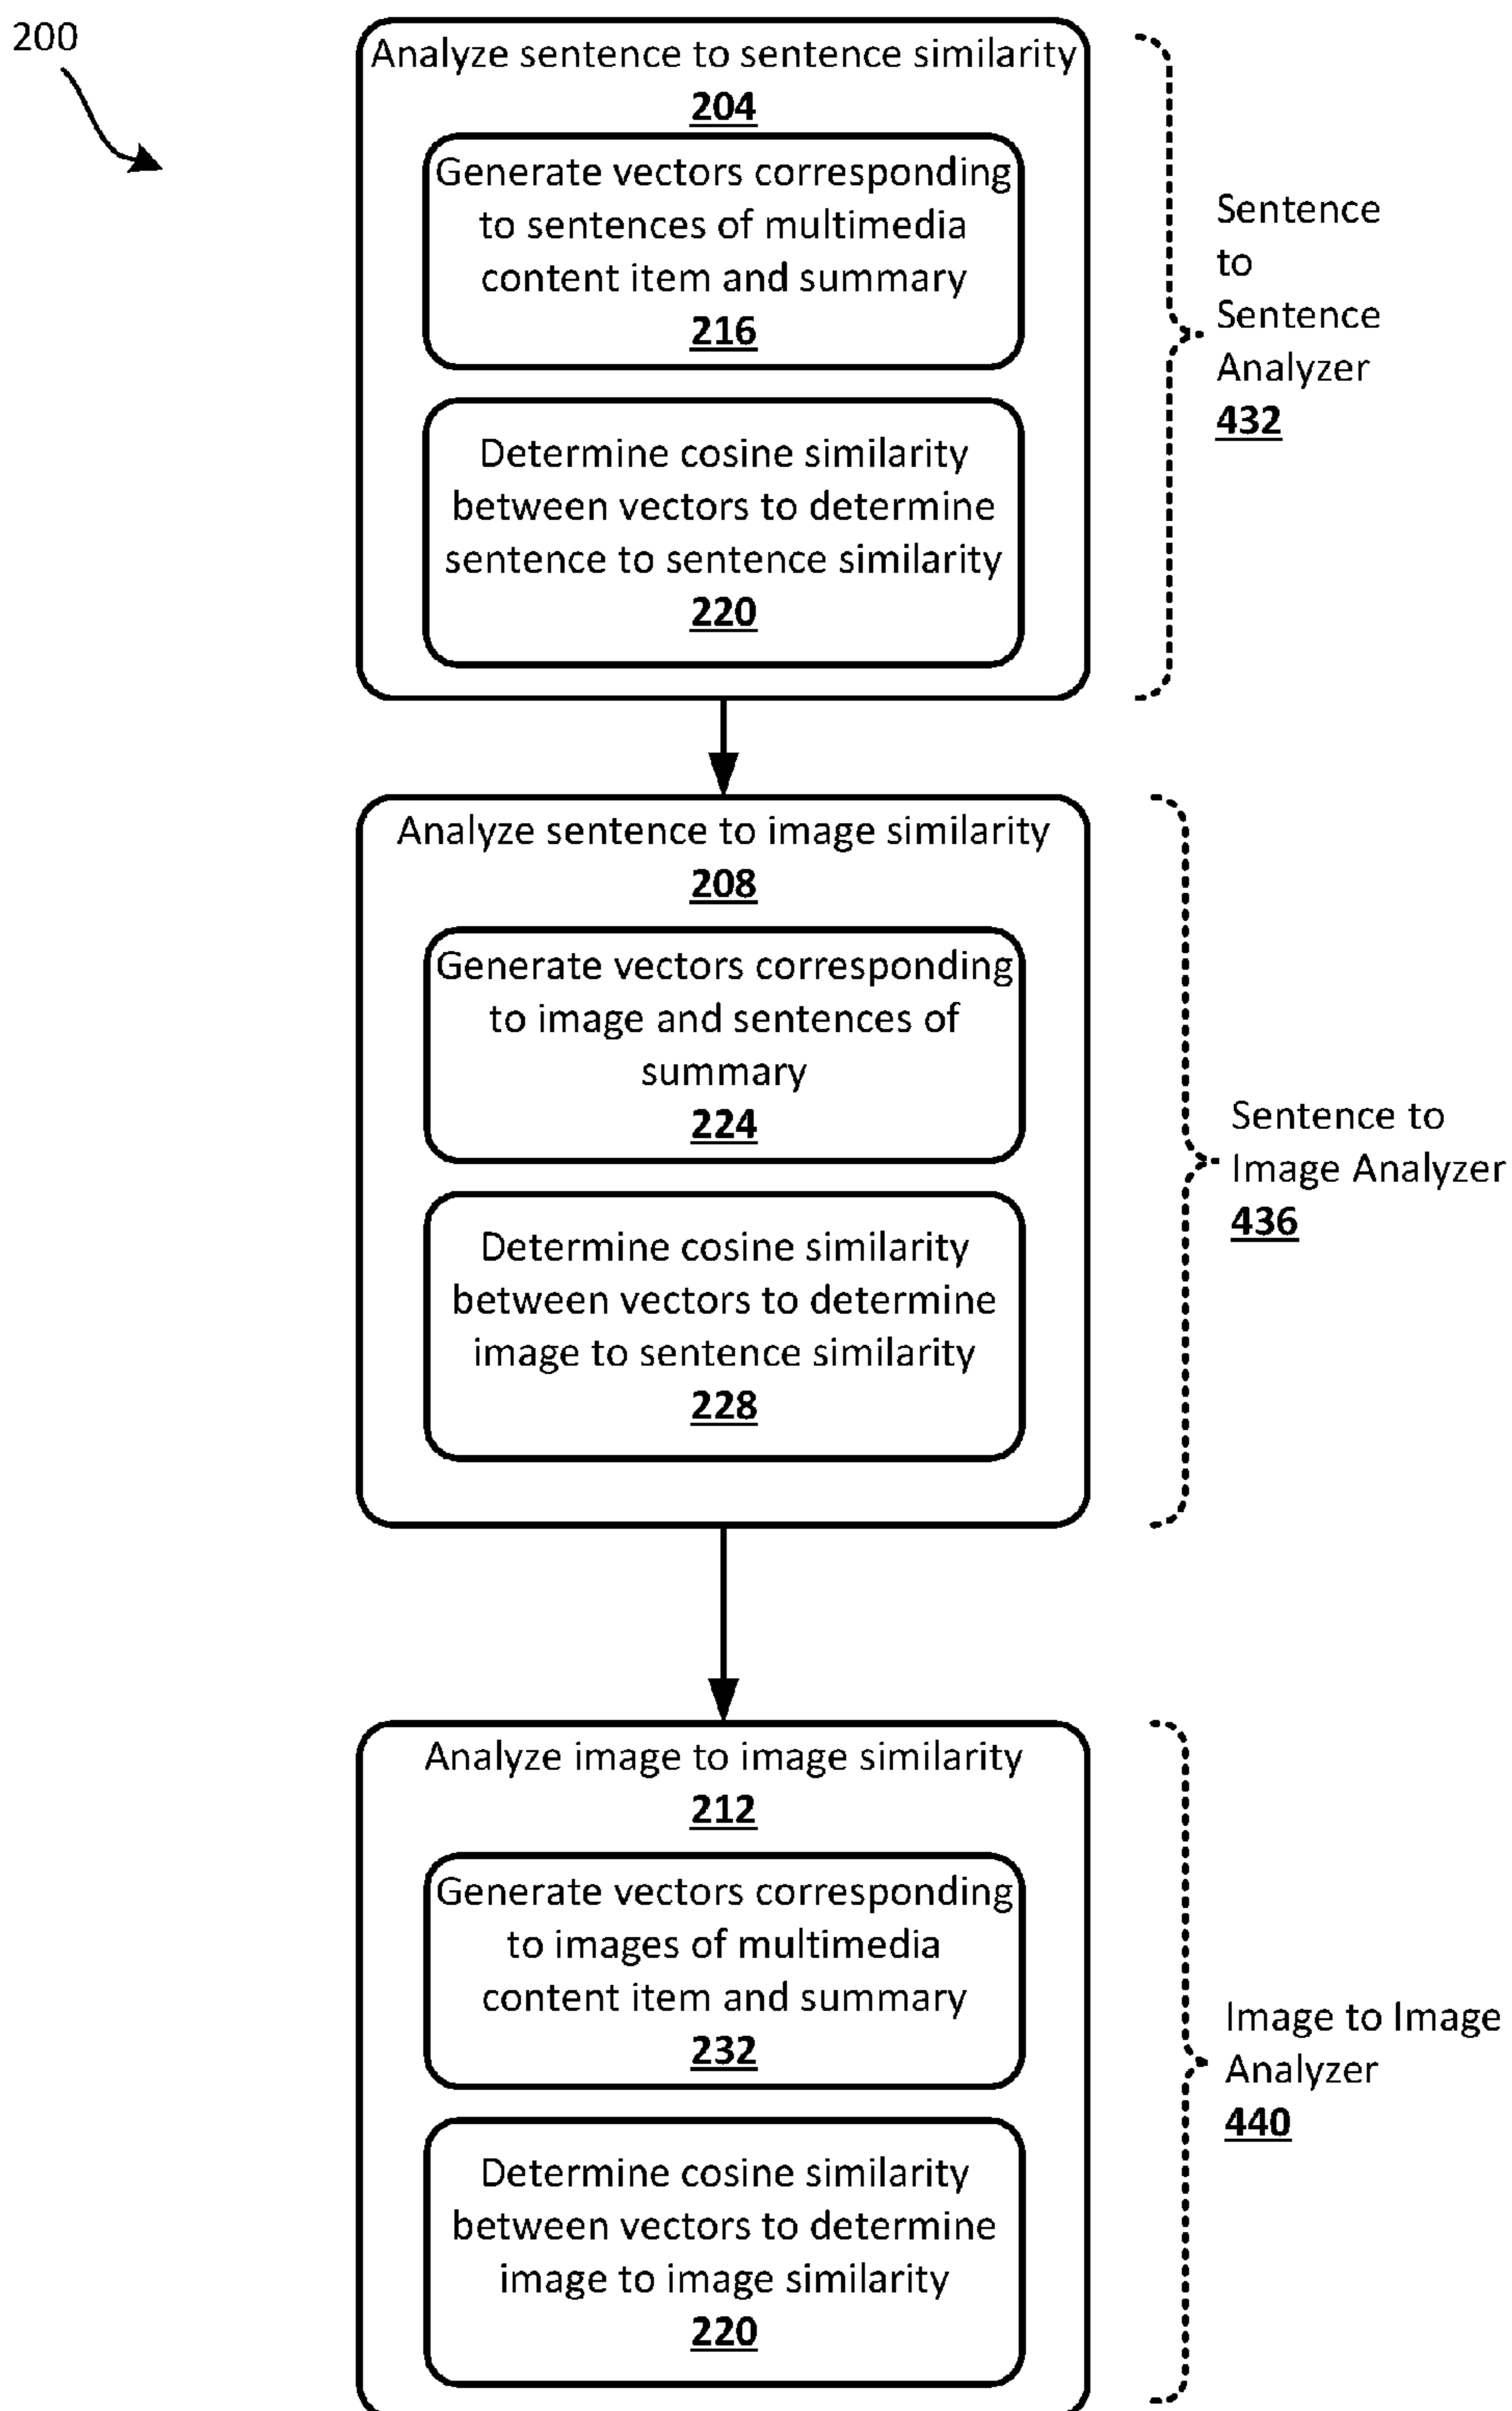 200
Analyze sentence to sentence similarity
204
Generate vectors corresponding
to sentences of multimedia
content item and summary
216
Determine cosine similarity
between vectors to determine
sentence to sentence similarity
220
Sentence
to
Sentence
Analyzer
432
Analyze sentence to image similarity
208
Generate vectors corresponding
to image and sentences of
summary
224
Determine cosine similarity
between vectors to determine
image to sentence similarity
228
Sentence to
Image Analyzer
436
Analyze image to image similarity
212
Generate vectors corresponding
to images of multimedia
content item and summary
232
Determine cosine similarity
between vectors to determine
image to image similarity
220
Image to Image
Analyzer
440